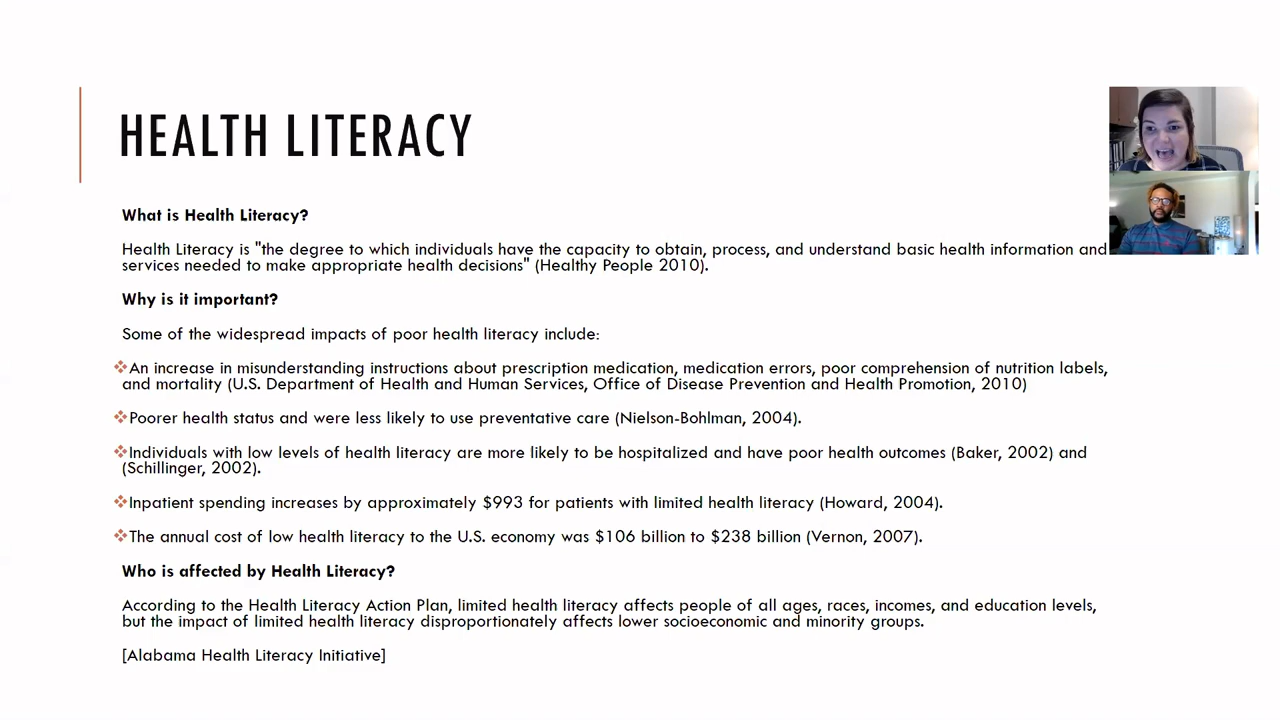 HEALTH LITERACY
What is Health Literacy?
Health Literacy is "the degree to which individuals have the capacity to obtain, process, and understand basic health information and
services needed to make appropriate health decisions" (Healthy People 2010).
Why is it important?
Some of the widespread impacts of poor health literacy include:
❖An increase in misunderstanding instructions about prescription medication, medication errors, poor comprehension of nutrition labels,
and mortality (U.S. Department of Health and Human Services, Office of Disease Prevention and Health Promotion, 2010)
❖Poorer health status and were less likely to use preventative care (Nielson-Bohlman, 2004).
❖Individuals with low levels of health literacy are more likely to be hospitalized and have poor health outcomes (Baker, 2002) and
(Schillinger, 2002).
❖Inpatient spending increases by approximately $993 for patients with limited health literacy (Howard, 2004).
❖The annual cost of low health literacy to the U.S. economy was $106 billion to $238 billion (Vernon, 2007).
Who is affected by Health Literacy?
According to the Health Literacy Action Plan, limited health literacy affects people of all ages, races, incomes, and education levels,
but the impact of limited health literacy disproportionately affects lower socioeconomic and minority groups.
[Alabama Health Literacy Initiative]